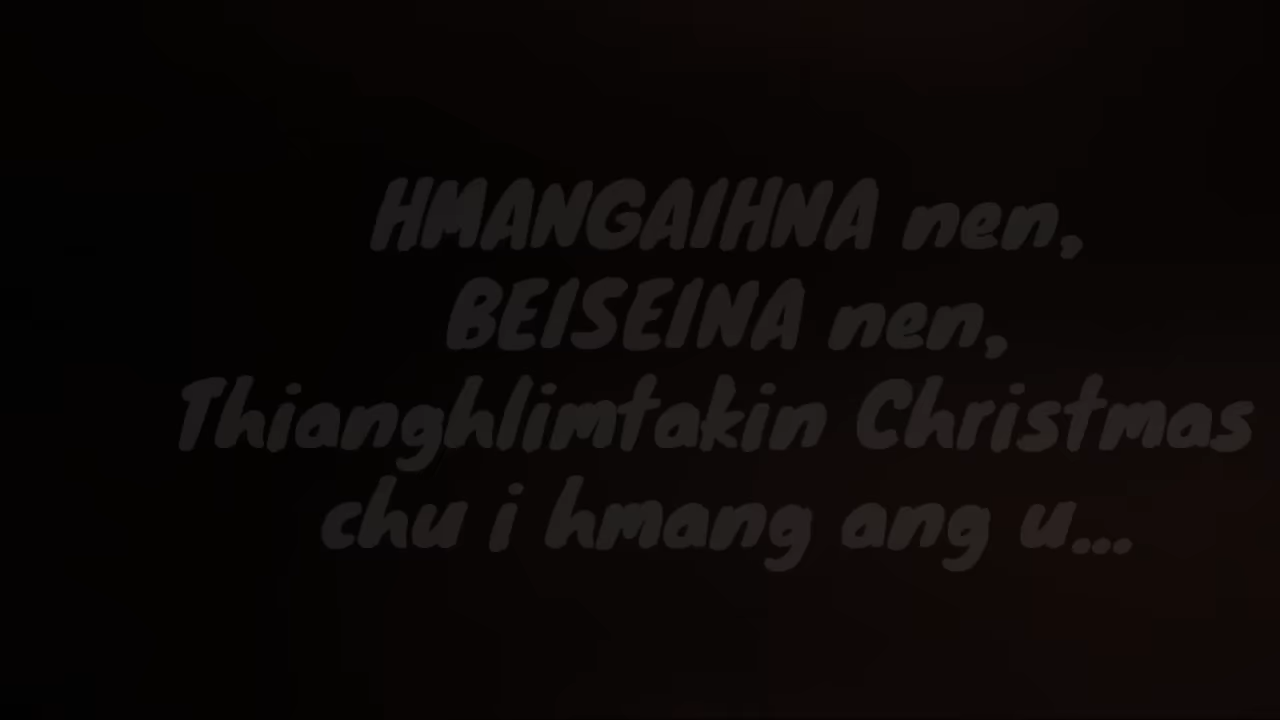 HMANGAIHNA nen,
BEISEINA nen,
Thianghlimtakin Christmas
chu i hmang ang u...